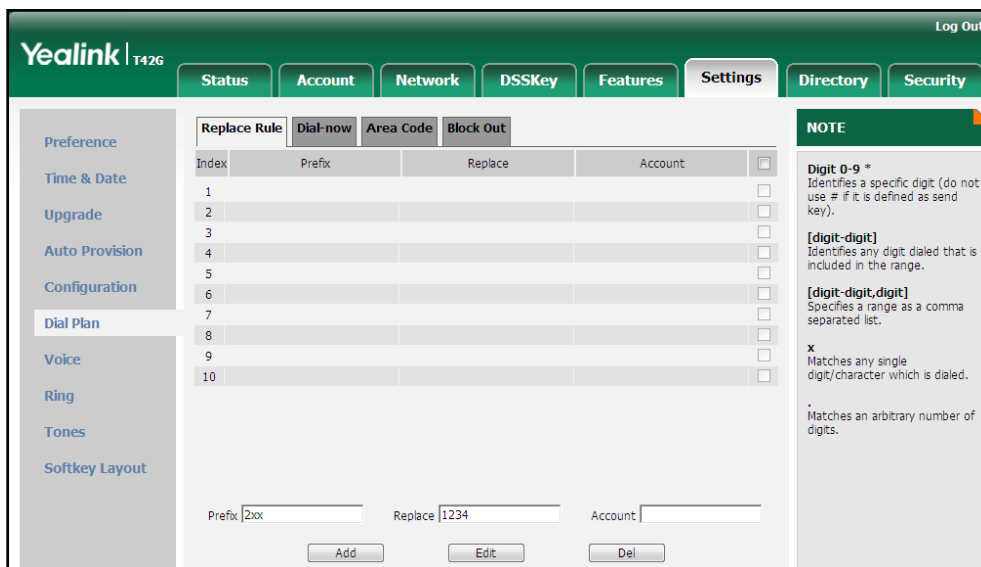 Log Out
Yealink T42G
Status Account Network DSSKey Features Settings Directory Security
Preference
Time & Date
Upgrade
Auto Provision
Configuration
Dial Plan
Voice
Ring
Tones
Softkey Layout
Replace Rule Dial-now Area Code Block Out
Index Prefix Replace Account
1
2
3
4
5
6
7
8
9
10
Prefix 2xx Replace 1234 Account
Add Edit Del
NOTE
Digit 0-9 *
Identifies a specific digit (do not
use # if it is defined as send
key).
[digit-digit]
Identifies any digit dialed that is
included in the range.
[digit-digit,digit]
Specifies a range as a comma
separated list.
x
Matches any single
digit/character which is dialed.
.
Matches an arbitrary number of
digits.